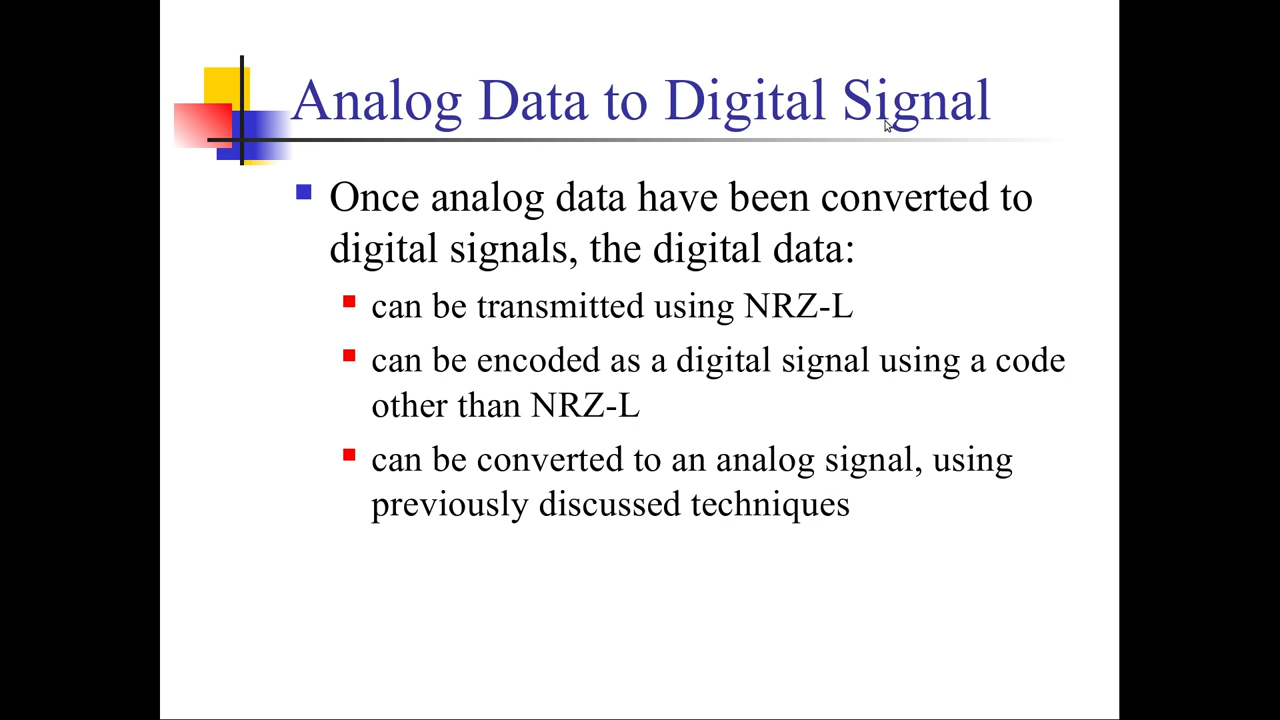 Analog Data to Digital Signal
Once analog data have been converted to
digital signals, the digital data:
can be transmitted using NRZ-L
can be encoded as a digital signal using a code
other than NRZ-L
can be converted to an analog signal, using
previously discussed techniques